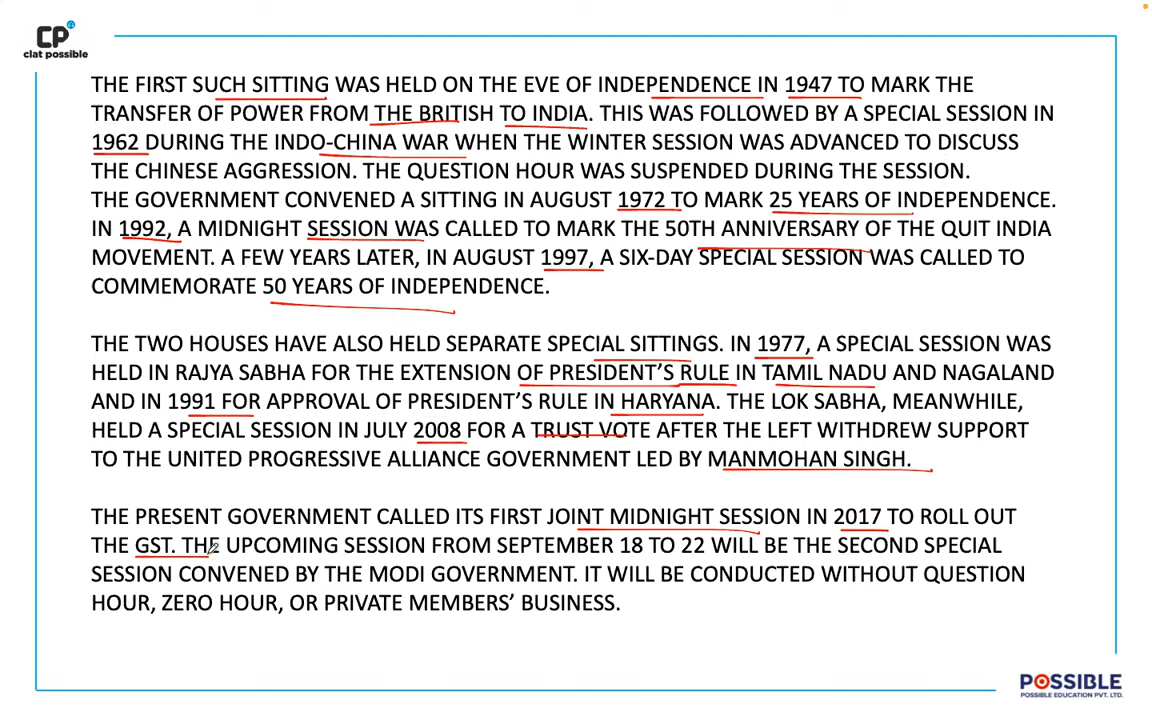 CP
clat possible
THE FIRST SUCH SITTING WAS HELD ON THE EVE OF INDEPENDENCE IN 1947 TO MARK THE
TRANSFER OF POWER FROM THE BRITISH TO INDIA. THIS WAS FOLLOWED BY A SPECIAL SESSION IN
1962 DURING THE INDO-CHINA WAR WHEN THE WINTER SESSION WAS ADVANCED TO DISCUSS
THE CHINESE AGGRESSION. THE QUESTION HOUR WAS SUSPENDED DURING THE SESSION.
THE GOVERNMENT CONVENED A SITTING IN AUGUST 1972 TO MARK 25 YEARS OF INDEPENDENCE.
IN 1992, A MIDNIGHT SESSION WAS CALLED TO MARK THE 50TH ANNIVERSARY OF THE QUIT INDIA
MOVEMENT. A FEW YEARS LATER, IN AUGUST 1997, A SIX-DAY SPECIAL SESSION WAS CALLED TO
COMMEMORATE 50 YEARS OF INDEPENDENCE.
THE TWO HOUSES HAVE ALSO HELD SEPARATE SPECIAL SITTINGS. IN 1977, A SPECIAL SESSION WAS
HELD IN RAJYA SABHA FOR THE EXTENSION OF PRESIDENT’S RULE IN TAMIL NADU AND NAGALAND
AND IN 1991 FOR APPROVAL OF PRESIDENT’S RULE IN HARYANA. THE LOK SABHA, MEANWHILE,
HELD A SPECIAL SESSION IN JULY 2008 FOR A TRUST VOTE AFTER THE LEFT WITHDREW SUPPORT
TO THE UNITED PROGRESSIVE ALLIANCE GOVERNMENT LED BY MANMOHAN SINGH.
THE PRESENT GOVERNMENT CALLED ITS FIRST JOINT MIDNIGHT SESSION IN 2017 TO ROLL OUT
THE GST. THE UPCOMING SESSION FROM SEPTEMBER 18 TO 22 WILL BE THE SECOND SPECIAL
SESSION CONVENED BY THE MODI GOVERNMENT. IT WILL BE CONDUCTED WITHOUT QUESTION
HOUR, ZERO HOUR, OR PRIVATE MEMBERS’ BUSINESS.
POSSIBLE
POSSIBLE EDUCATION PVT. LTD.